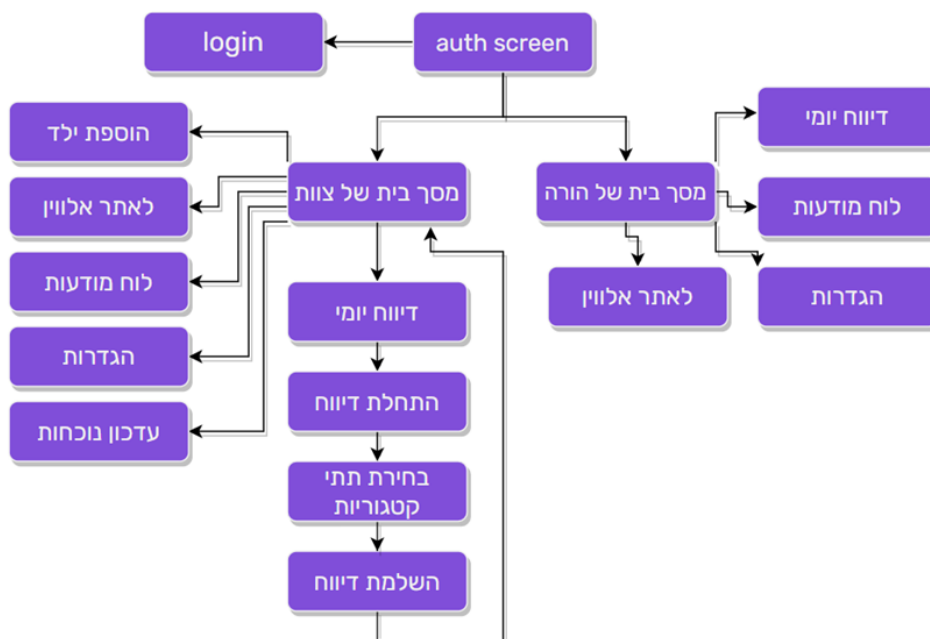 login
auth screen
הוספת ילד
לאתר אלווין
לוח מודעות
הגדרות
עדכון נוכחות
מסך בית של צוות
דיווח יומי
התחלת דיווח
בחירת תתי
קטגוריות
השלמת דיווח
מסך בית של הורה
דיווח יומי
לוח מודעות
הגדרות
לאתר אלווין